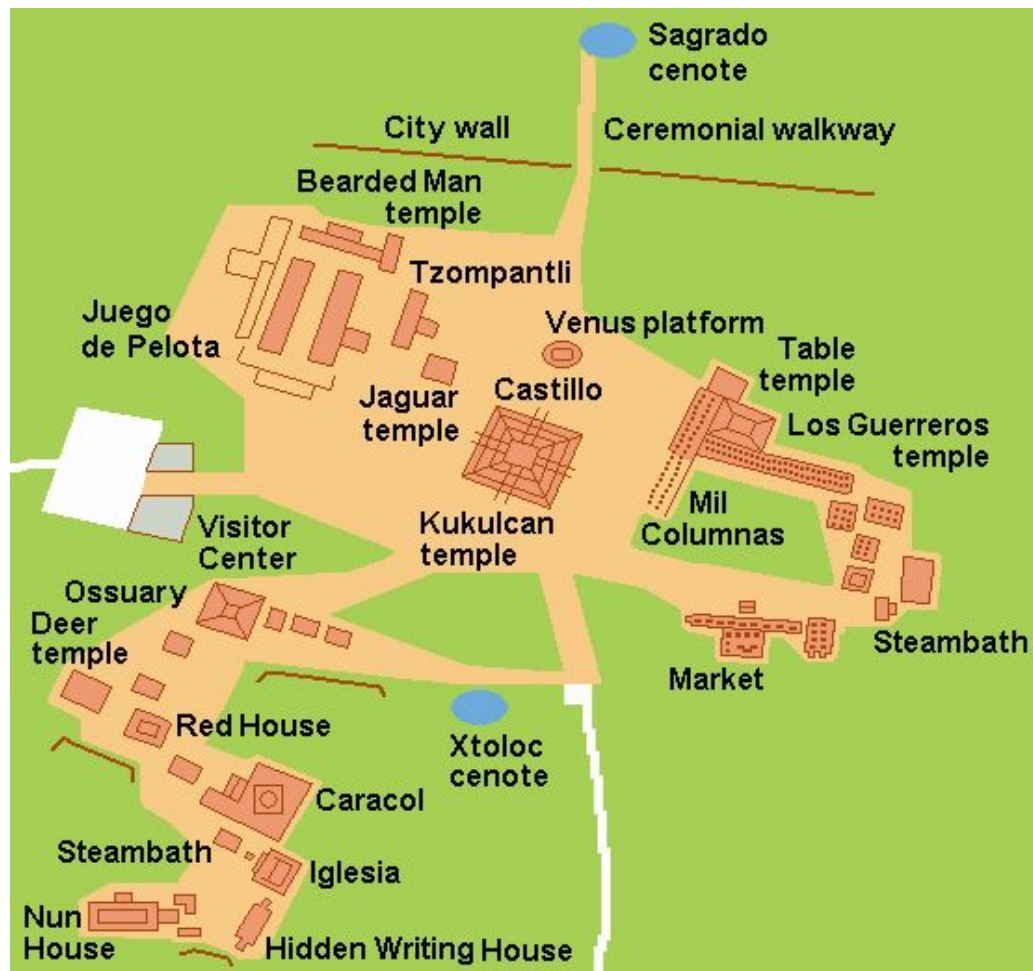 Sagrado
cenote
City wall
Ceremonial walkway
Bearded Man
temple
Tzompantli
Juego
de Pelota
Venus platform
Table
temple
Jaguar
temple
Castillo
Los Guerreros
temple
Visitor
Center
Kukulcan
temple
Mil
Columnas
Ossuary
Deer
temple
Steambath
Market
Red House
Xtoloc
cenote
Caracol
Steambath
Iglesia
Nun
House
Hidden Writing House